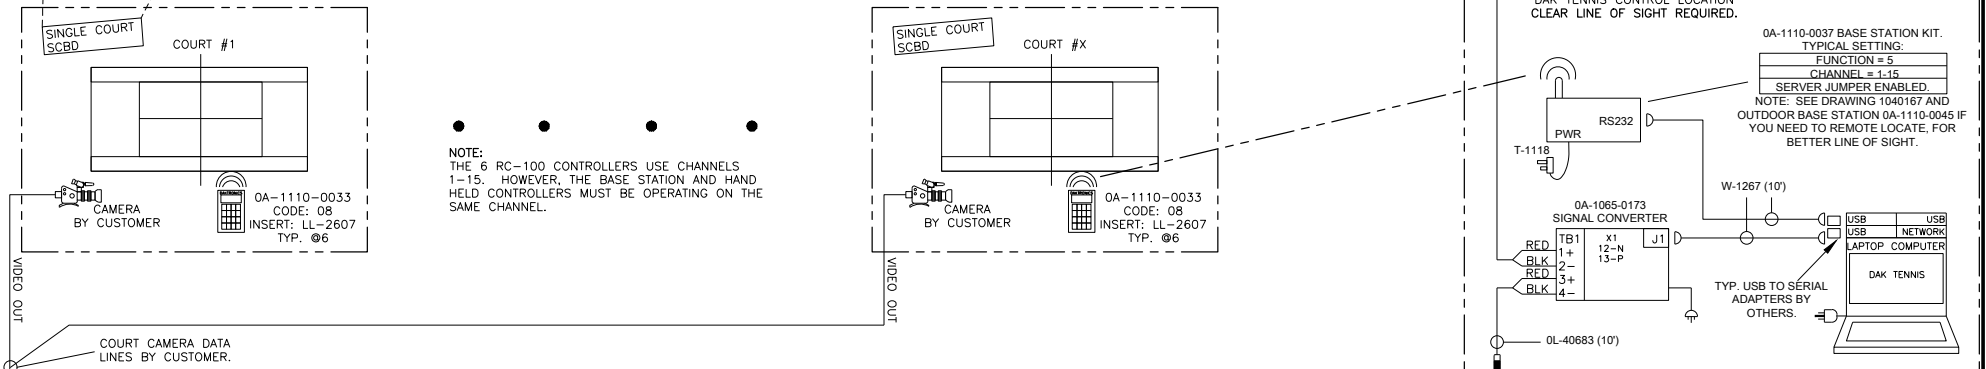 SINGLE COURT
SCBD
COURT #1
CAMERA
BY CUSTOMER
0A-1110-0033
CODE: 08
INSERT: LL-2607
TYP. @6
VIDEO OUT
COURT CAMERA DATA
LINES BY CUSTOMER.
NOTE:
THE 6 RC-100 CONTROLLERS USE CHANNELS
1-15. HOWEVER, THE BASE STATION AND HAND
HELD CONTROLLERS MUST BE OPERATING ON THE
SAME CHANNEL.
SINGLE COURT
SCBD
COURT #X
CAMERA
BY CUSTOMER
0A-1110-0033
CODE: 08
INSERT: LL-2607
TYP. @6
VIDEO OUT
DAK TENNIS CONTROL LOCATION
CLEAR LINE OF SIGHT REQUIRED.
0A-1110-0037 BASE STATION KIT.
TYPICAL SETTING:
FUNCTION = 5
CHANNEL = 1-15
SERVER JUMPER ENABLED.
NOTE: SEE DRAWING 1040167 AND
OUTDOOR BASE STATION 0A-1110-0045 IF
YOU NEED TO REMOTE LOCATE, FOR
BETTER LINE OF SIGHT.
RS232
PWR
T-1118
W-1267 (10')
0A-1065-0173
SIGNAL CONVERTER
TB1
X1
J1
12-N
13-P
RED
1+
BLK
2-
RED
3+
BLK
4-
USB
USB
USB
NETWORK
LAPTOP COMPUTER
DAK TENNIS
TYP. USB TO SERIAL
ADAPTERS BY
OTHERS.
0L-40683 (10')